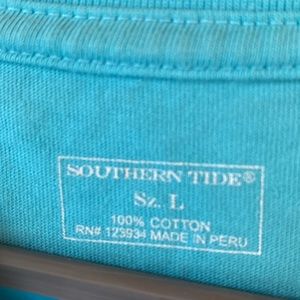 SOUTHERN TIDE®
Sz. L
100% COTTON
RN# 123934 MADE IN PERU